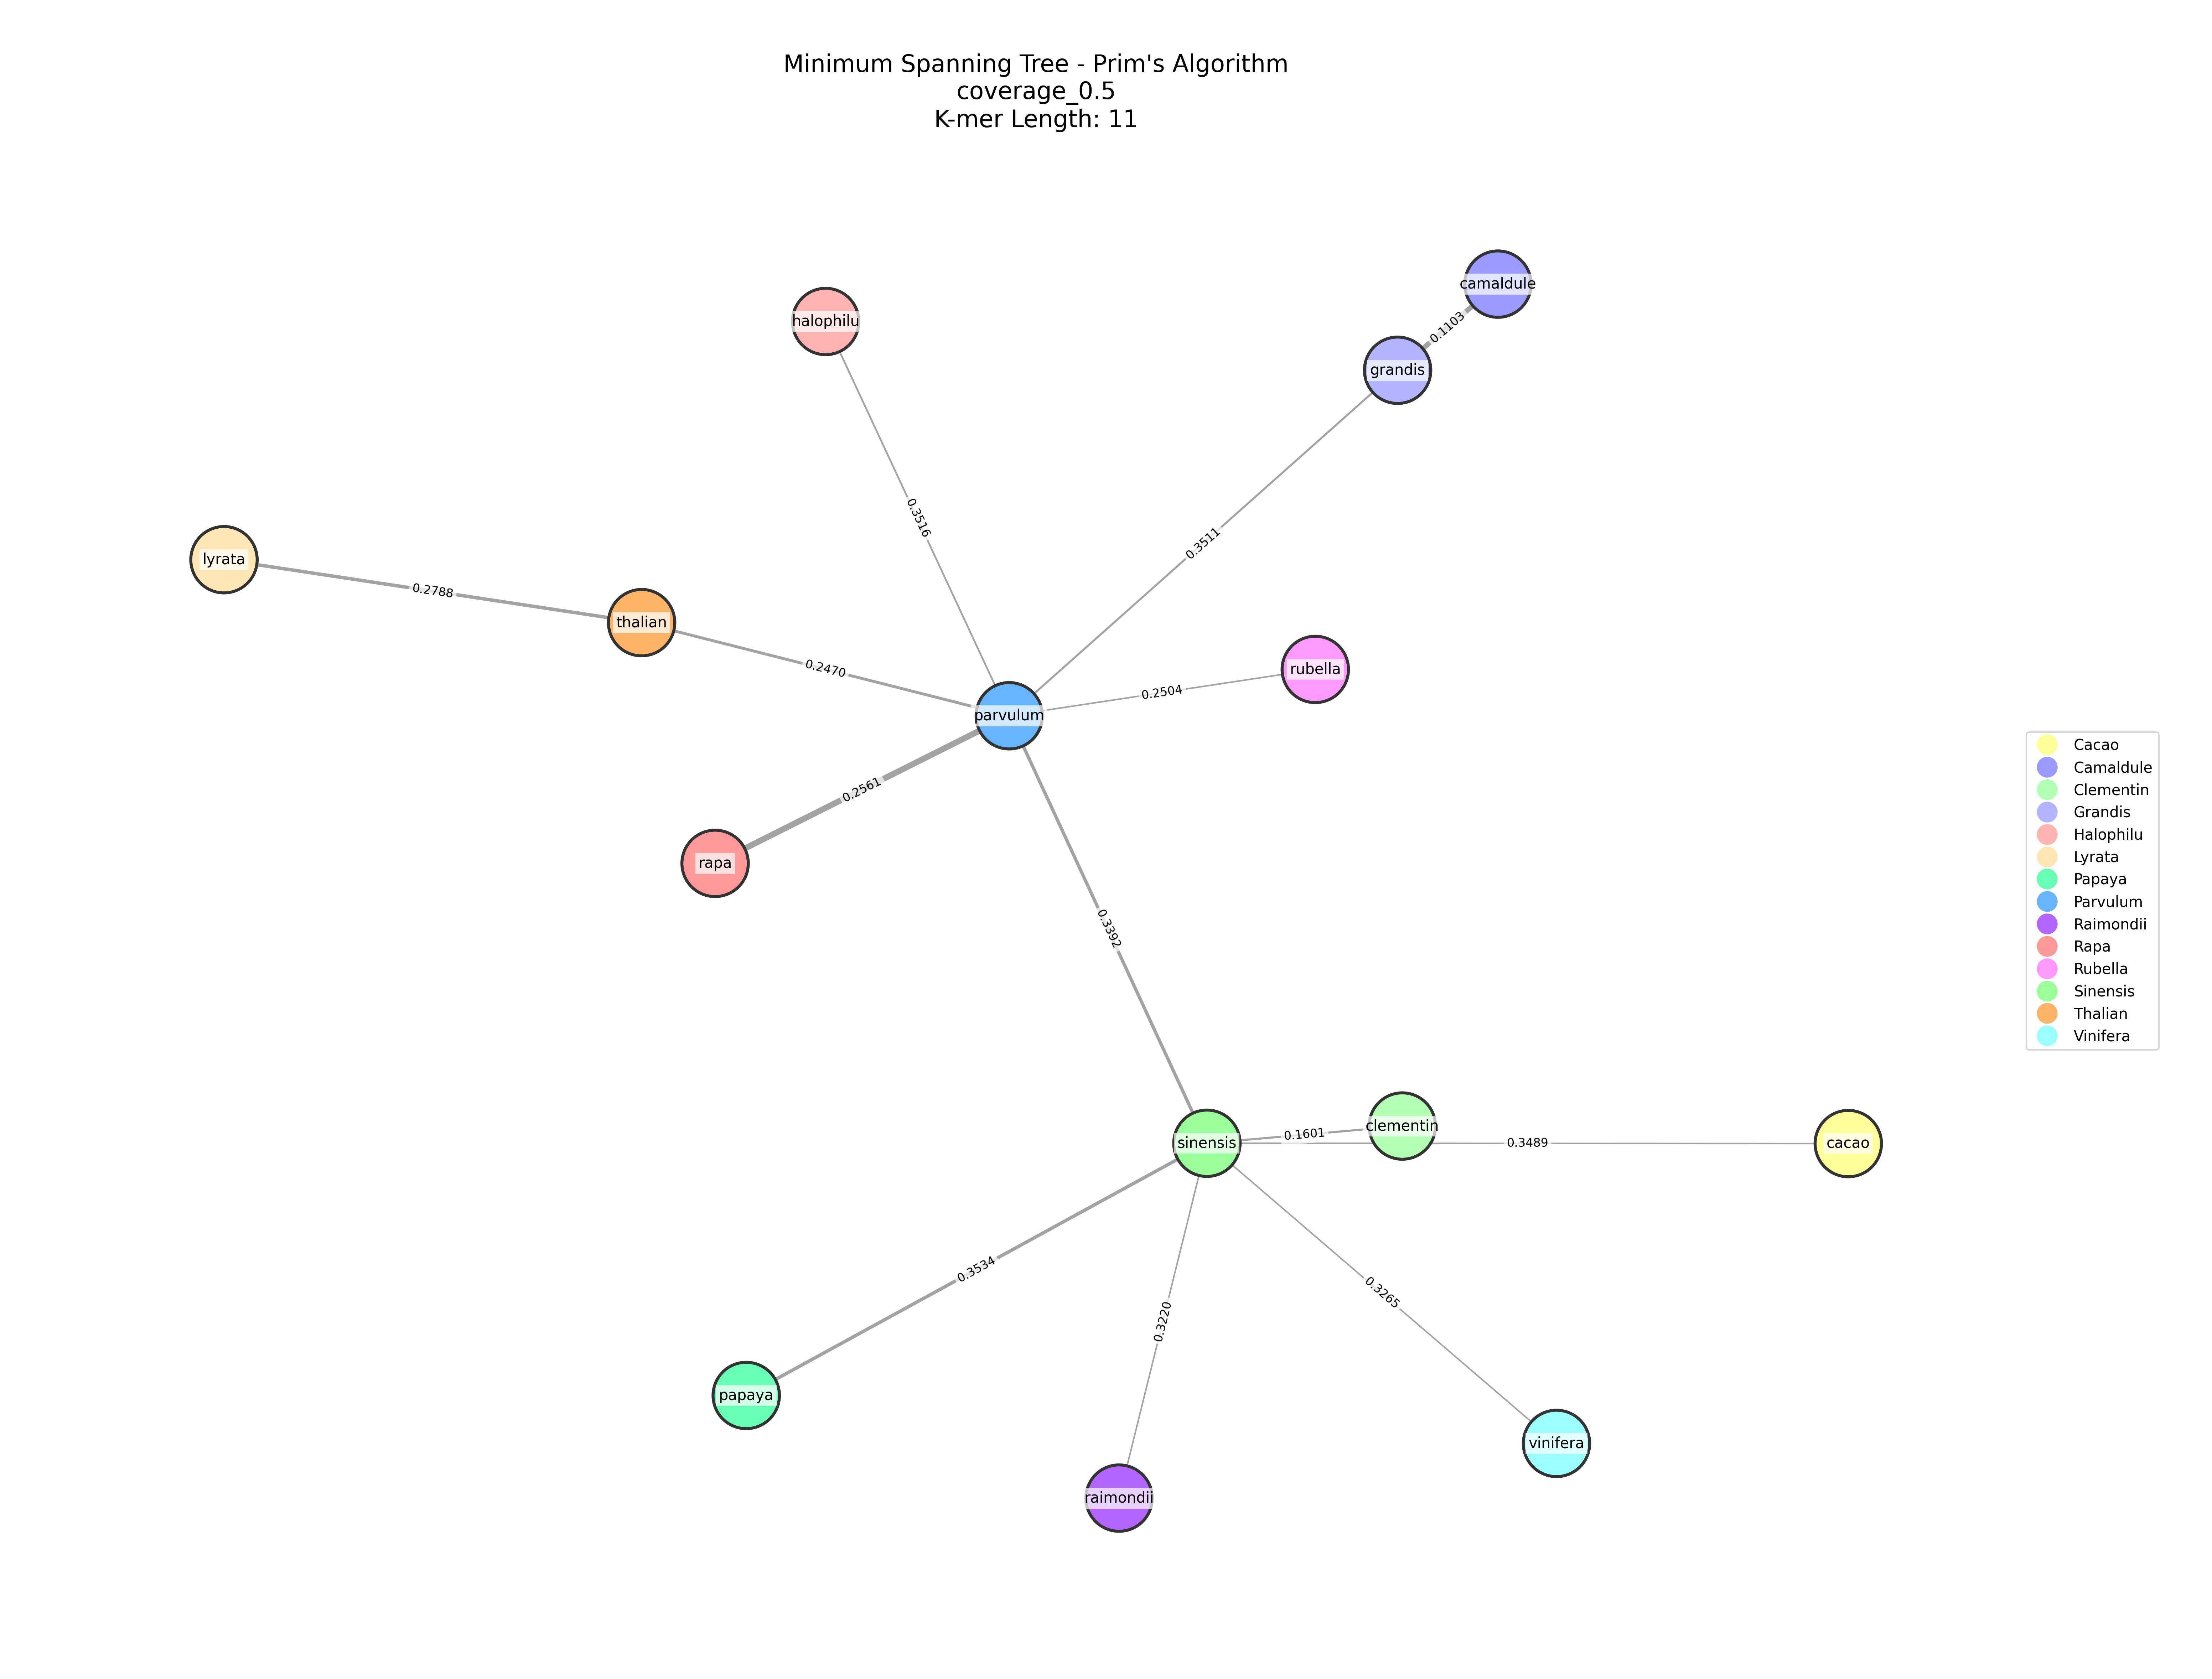 Minimum Spanning Tree - Prim's Algorithm
coverage_0.5
K-mer Length: 11
camaldule
halophilu
0.1103
grandis
0.3516
0.3511
lyrata
0.2788
thalian
0.2470
rubella
0.2504
parvulum
0.2561
rapa
0.3392
clementin
0.1601
sinensis
0.3489
cacao
0.3534
0.3265
0.3220
papaya
vinifera
raimondii
Cacao
Camaldule
Clementin
Grandis
Halophilu
Lyrata
Papaya
Parvulum
Raimondii
Rapa
Rubella
Sinensis
Thalian
Vinifera